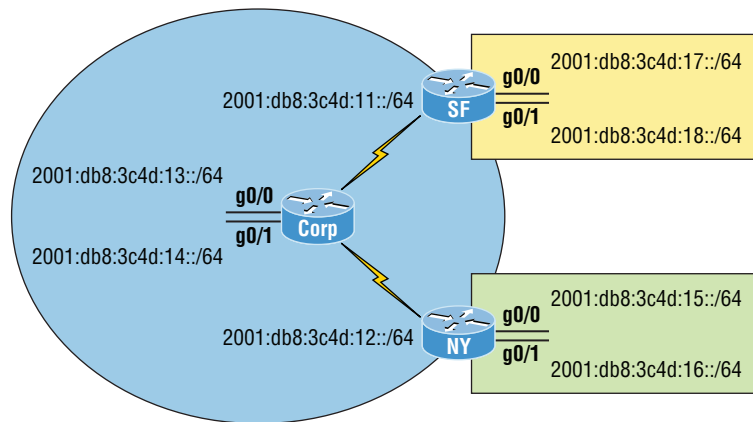 2001:db8:3c4d:17::/64
g0/0
2001:db8:3c4d:11::/64
SF
g0/1
2001:db8:3c4d:18::/64
2001:db8:3c4d:13::/64
g0/0
Corp
g0/1
2001:db8:3c4d:14::/64
2001:db8:3c4d:15::/64
g0/0
2001:db8:3c4d:12::/64
NY
g0/1
2001:db8:3c4d:16::/64